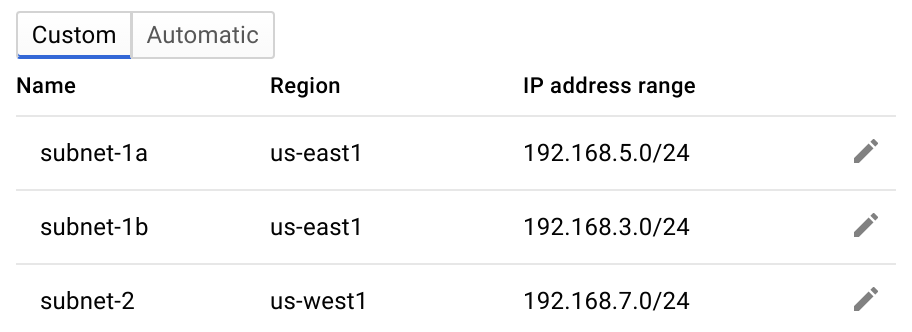 Custom Automatic
Name Region IP address range
subnet-1a us-east1 192.168.5.0/24
subnet-1b us-east1 192.168.3.0/24
subnet-2 us-west1 192.168.7.0/24